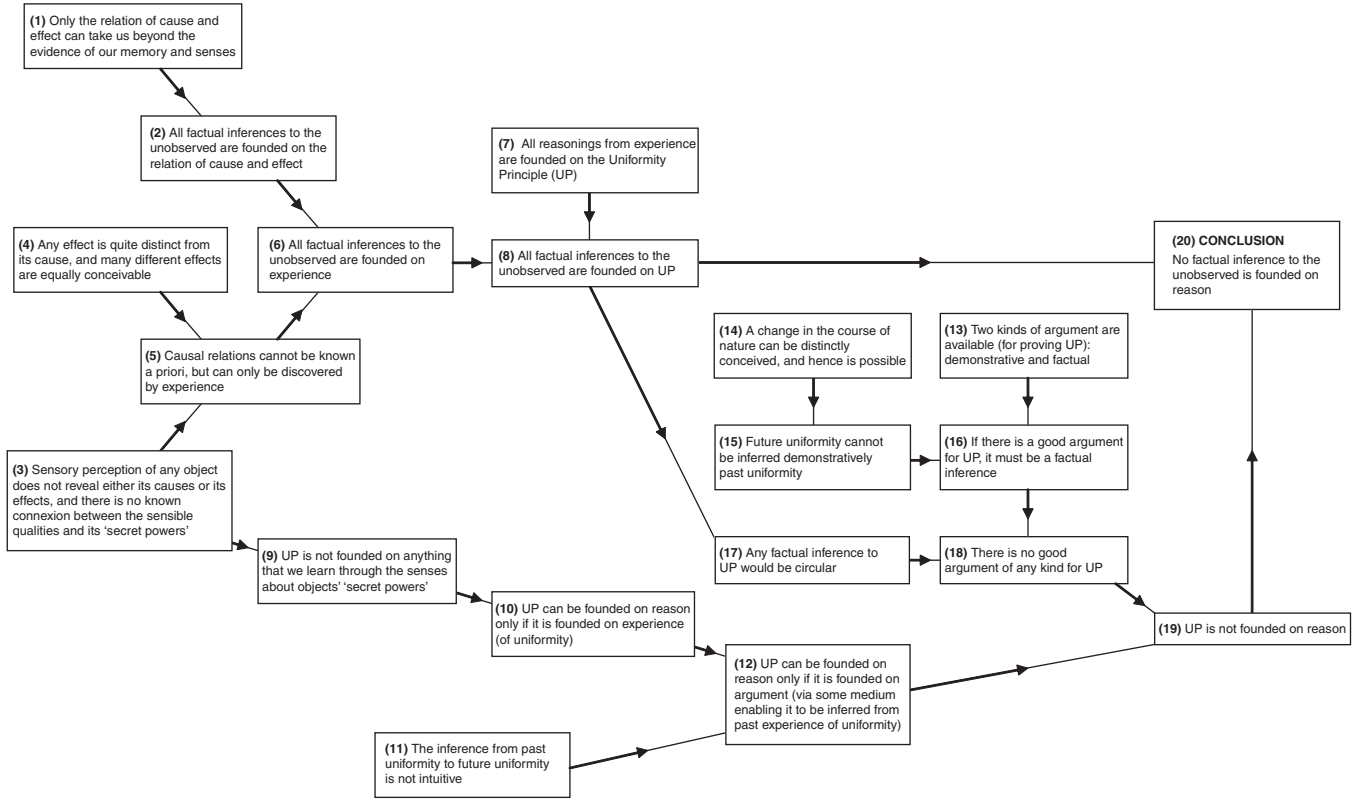 (1) Only the relation of cause and
effect can take us beyond the
evidence of our memory and senses
(2) All factual inferences to the
unobserved are founded on the
relation of cause and effect
(7) All reasonings from experience
are founded on the Uniformity
Principle (UP)
(4) Any effect is quite distinct from
its cause, and many different effects
are equally conceivable
(6) All factual inferences to the
unobserved are founded on
experience
(8) All factual inferences to the
unobserved are founded on UP
(20) CONCLUSION
No factual inference to the
unobserved is founded on
reason
(5) Causal relations cannot be known
a priori, but can only be discovered
by experience
(14) A change in the course of
nature can be distinctly
conceived, and hence is possible
(13) Two kinds of argument are
available (for proving UP):
demonstrative and factual
(3) Sensory perception of any object
does not reveal either its causes or its
effects, and there is no known
connexion between the sensible
qualities and its ‘secret powers’
(15) Future uniformity cannot
be inferred demonstratively
past uniformity
(16) If there is a good argument
for UP, it must be a factual
inference
(9) UP is not founded on anything
that we learn through the senses
about objects’ ‘secret powers’
(17) Any factual inference to
UP would be circular
(18) There is no good
argument of any kind for UP
(10) UP can be founded on reason
only if it is founded on experience
(of uniformity)
(19) UP is not founded on reason
(12) UP can be founded on
reason only if it is founded on
argument (via some medium
enabling it to be inferred from
past experience of uniformity)
(11) The inference from past
uniformity to future uniformity
is not intuitive